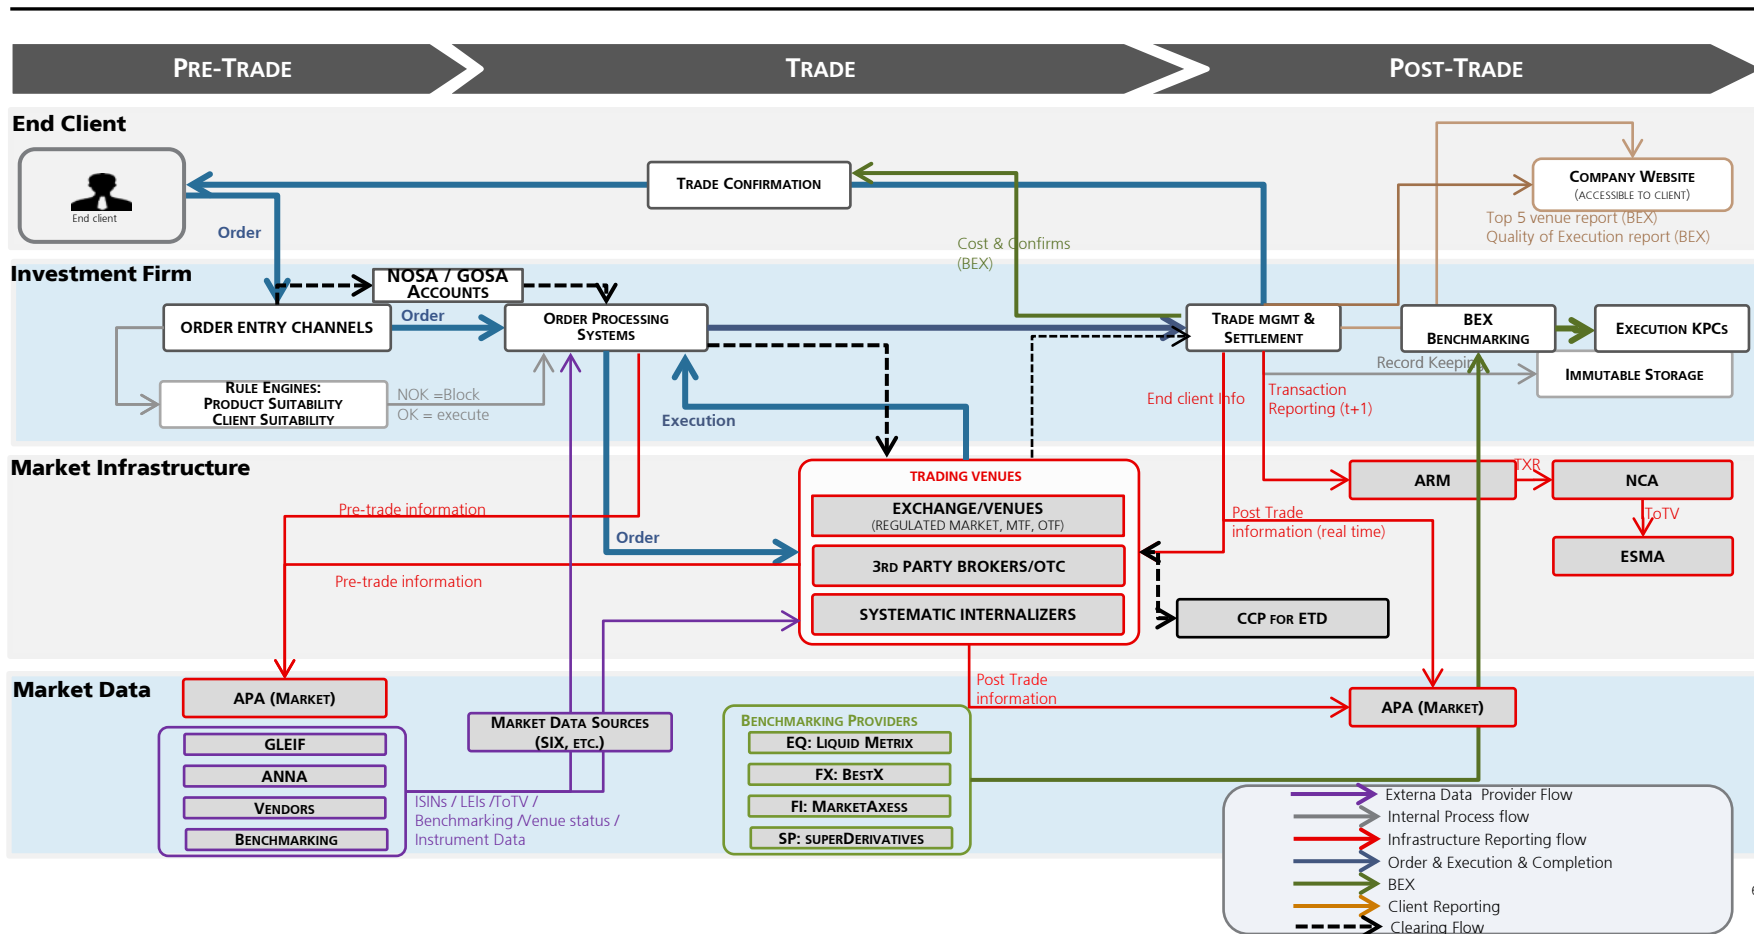 PRE-TRADE
TRADE
POST-TRADE
End Client
End client
Order
TRADE CONFIRMATION
Cost & Confirms
(BEX)
COMPANY WEBSITE
(ACCESSIBLE TO CLIENT)
Top 5 venue report (BEX)
Quality of Execution report (BEX)
Investment Firm
NOSA / GOSA
ACCOUNTS
ORDER ENTRY CHANNELS
Order
ORDER PROCESSING
SYSTEMS
TRADE MGMT &
SETTLEMENT
BEX
BENCHMARKING
EXECUTION KPCS
RULE ENGINES:
PRODUCT SUITABILITY
CLIENT SUITABILITY
NOK =Block
OK = execute
Execution
End client Info
Transaction
Reporting (t+1)
Record Keeping
IMMUTABLE STORAGE
Market Infrastructure
TRADING VENUES
EXCHANGE/VENUES
(REGULATED MARKET, MTF, OTF)
3RD PARTY BROKERS/OTC
SYSTEMATIC INTERNALIZERS
Pre-trade information
Order
Pre-trade information
Post Trade
information (real time)
ARM
TXR
NCA
ToTV
ESMA
CCP FOR ETD
Market Data
APA (MARKET)
GLEIF
ANNA
VENDORS
BENCHMARKING
MARKET DATA SOURCES
(SIX, ETC.)
ISINs / LEIs /ToTV /
Benchmarking /Venue status /
Instrument Data
BENCHMARKING PROVIDERS
EQ: LIQUID METRIX
FX: BESTX
FI: MARKETAXESS
SP: SUPERDERIVATIVES
Post Trade
information
APA (MARKET)
Externa Data Provider Flow
Internal Process flow
Infrastructure Reporting flow
Order & Execution & Completion
BEX
Client Reporting
Clearing Flow